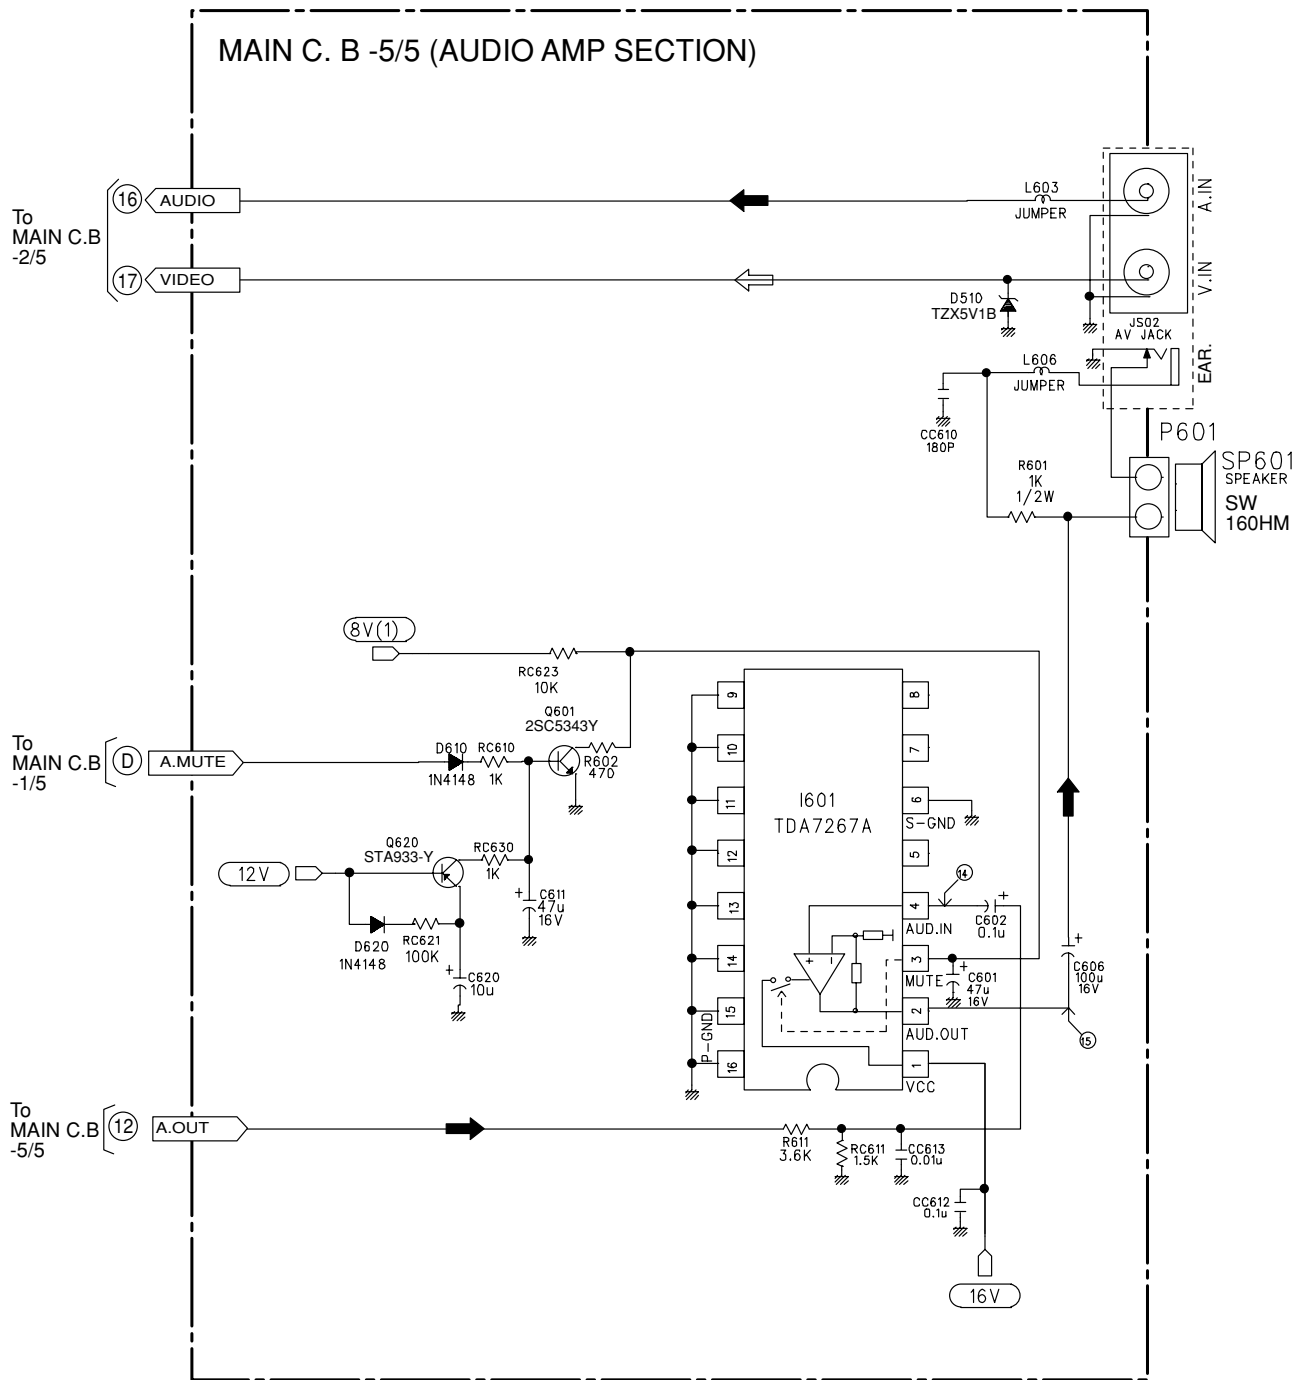 MAIN C. B -5/5 (AUDIO AMP SECTION)
To
MAIN C.B
-2/5
16
AUDIO
17
VIDEO
L603
JUMPER
A.IN
V.IN
D510
TZX5V1B
JS02
AV JACK
EAR.
L606
JUMPER
CC610
180P
P601
R601
1K
1/2W
SP601
SPEAKER
SW
160HM
8V(1)
RC623
10K
Q601
2SC5343Y
To
MAIN C.B
-1/5
D
A.MUTE
D610
1N4148
RC610
1K
R602
470
Q620
STA933-Y
RC630
1K
12V
C611
47u
16V
D620
1N4148
RC621
100K
C620
10u
I601
TDA7267A
9
10
11
12
13
14
15
16
P-GND
8
7
6
S-GND
5
4
AUD.IN
3
MUTE
2
AUD.OUT
1
VCC
14
+
C602
0.1u
+
C601
47u
16V
+
C606
100u
16V
15
To
MAIN C.B
-5/5
12
A.OUT
R611
3.6K
RC611
1.5K
CC613
0.01u
CC612
0.1u
16V